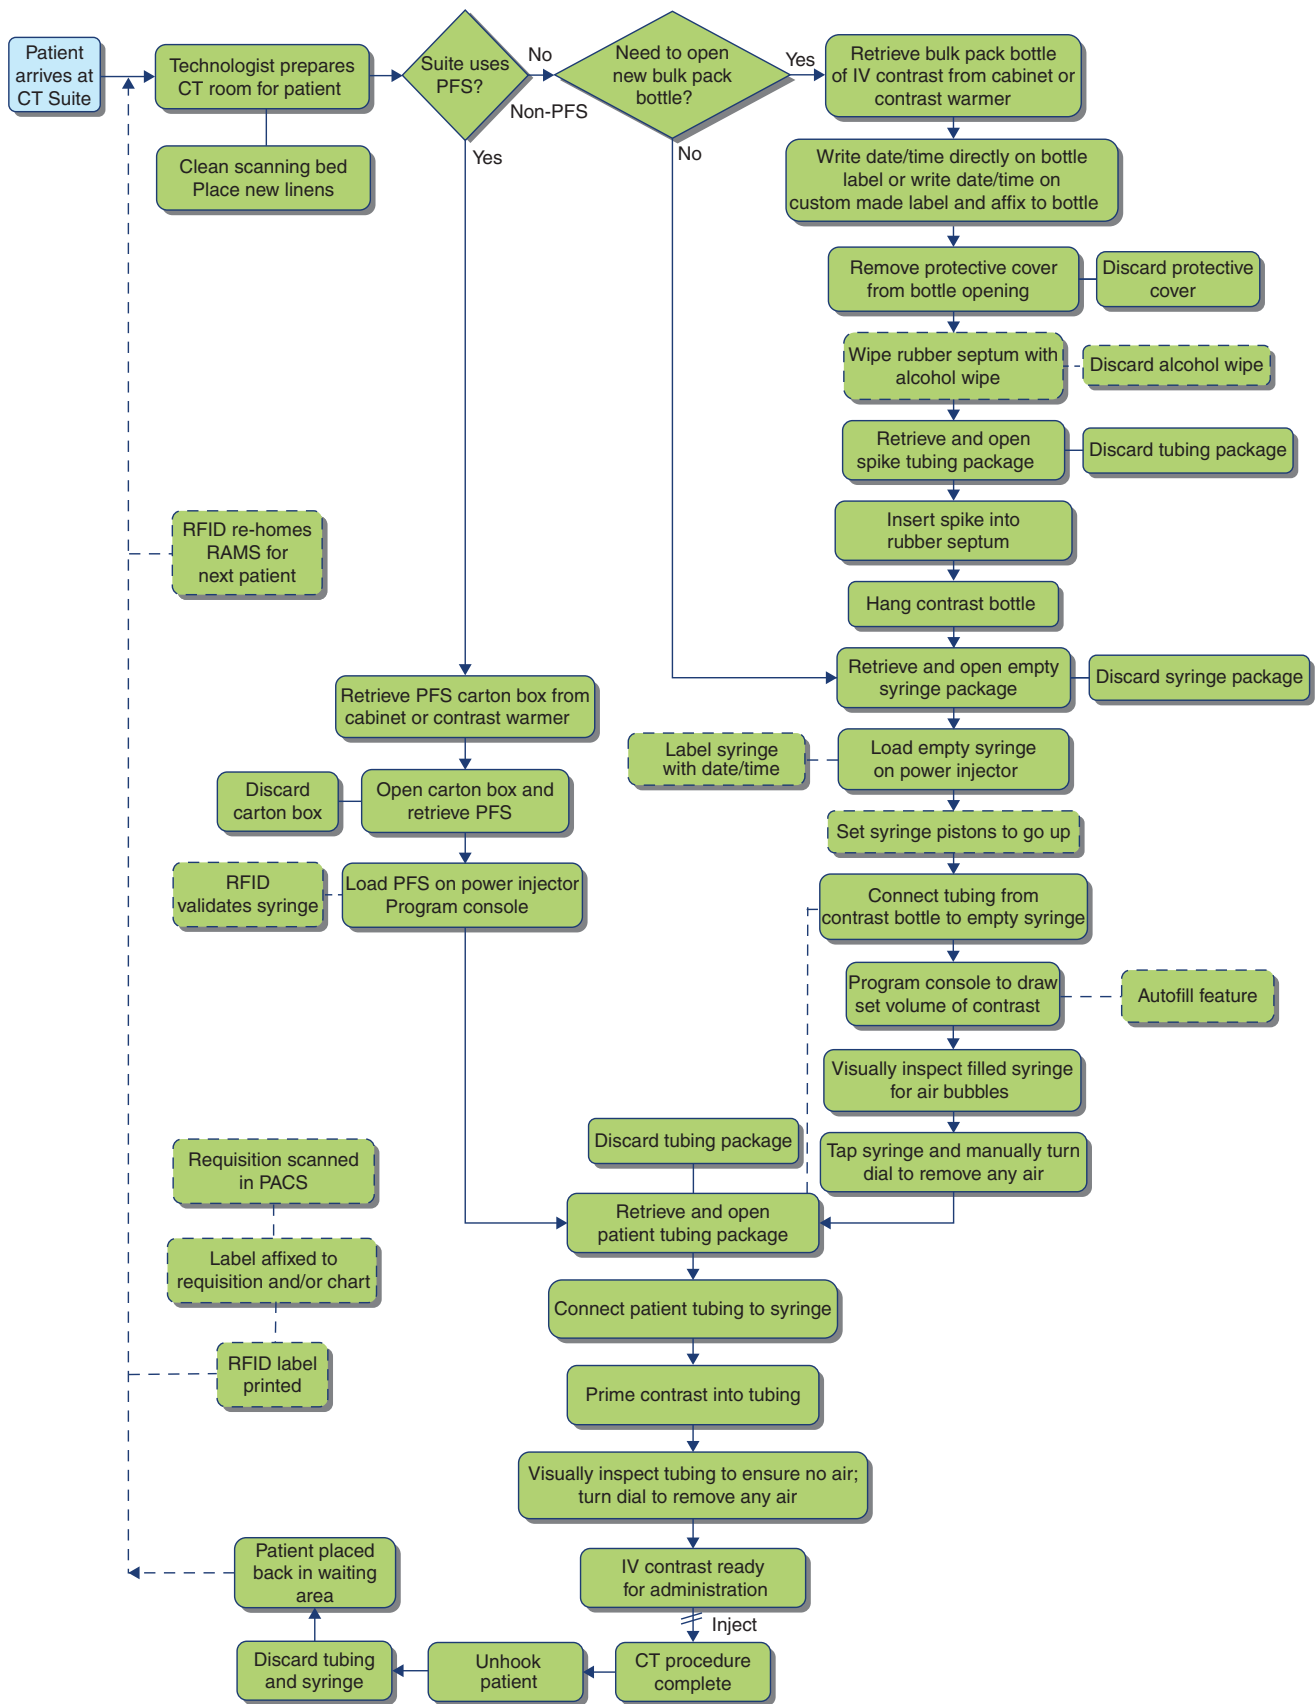 Patient
arrives at
CT Suite
Technologist prepares
CT room for patient
Clean scanning bed
Place new linens
Suite uses
PFS?
No
Non-PFS
Yes
Need to open
new bulk pack
bottle?
Yes
No
Retrieve bulk pack bottle
of IV contrast from cabinet or
contrast warmer
Write date/time directly on bottle
label or write date/time on
custom made label and affix to bottle
Remove protective cover
from bottle opening
Discard protective
cover
Wipe rubber septum with
alcohol wipe
Discard alcohol wipe
Retrieve and open
spike tubing package
Discard tubing package
Insert spike into
rubber septum
Hang contrast bottle
Retrieve and open empty
syringe package
Discard syringe package
Label syringe
with date/time
Load empty syringe
on power injector
Set syringe pistons to go up
Connect tubing from
contrast bottle to empty syringe
Program console to draw
set volume of contrast
Autofill feature
Visually inspect filled syringe
for air bubbles
Tap syringe and manually turn
dial to remove any air
RFID re-homes
RAMS for
next patient
Retrieve PFS carton box from
cabinet or contrast warmer
Discard
carton box
Open carton box and
retrieve PFS
RFID
validates syringe
Load PFS on power injector
Program console
Discard tubing package
Retrieve and open
patient tubing package
Connect patient tubing to syringe
Prime contrast into tubing
Visually inspect tubing to ensure no air;
turn dial to remove any air
IV contrast ready
for administration
Inject
CT procedure
complete
Unhook
patient
Discard tubing
and syringe
Patient placed
back in waiting
area
Requisition scanned
in PACS
Label affixed to
requisition and/or chart
RFID label
printed